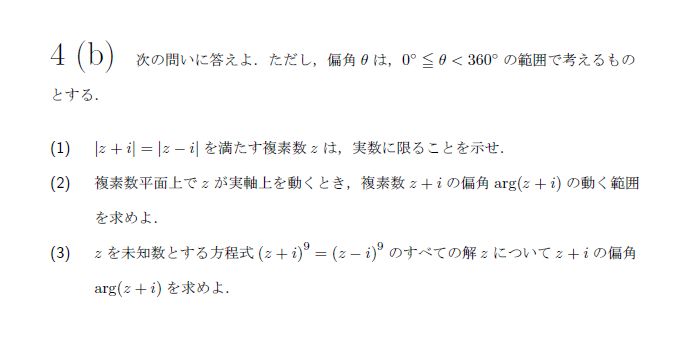 4 (b) 次の問いに答えよ．ただし，偏角 θ は，0° ≦ θ < 360° の範囲で考えるもの
とする．
(1) |z + i| = |z − i| を満たす複素数 z は，実数に限ることを示せ．
(2) 複素数平面上で z が実軸上を動くとき，複素数 z + i の偏角 arg(z + i) の動く範囲
を求めよ．
(3) z を未知数とする方程式 (z + i)⁹ = (z − i)⁹ のすべての解 z について z + i の偏角
arg(z + i) を求めよ．